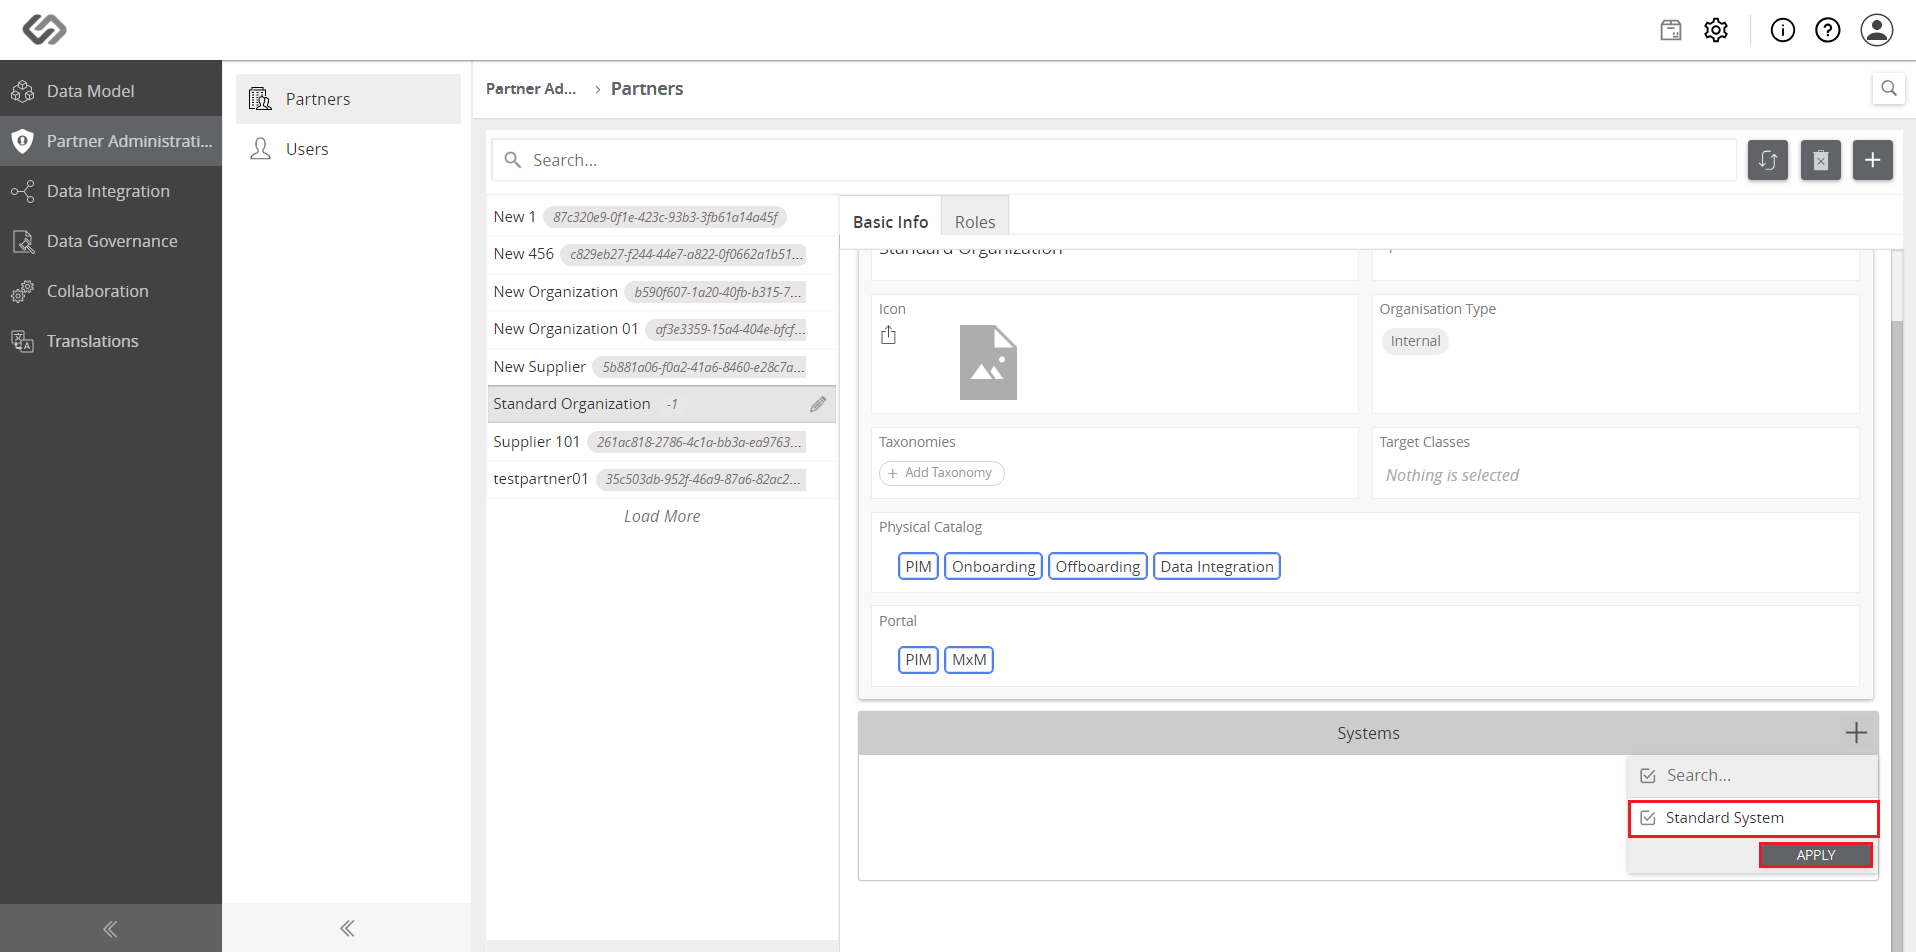 Data Model
Partner Administrati...
Data Integration
Data Governance
Collaboration
Translations
Partners
Users
Partner Ad... › Partners
Search...
New 1 87c320e9-0f1e-423c-93b3-3fb61a14a45f
New 456 c829eb27-f244-44e7-a822-0f0662a1b51...
New Organization b590f607-1a20-40fb-b315-7...
New Organization 01 af3e3359-15a4-404e-bfcf...
New Supplier 5b881a06-f0a2-41a6-8460-e28c7a...
Standard Organization -1
Supplier 101 261ac818-2786-4c1a-bb3a-ea9763...
testpartner01 35c503db-952f-46a9-87a6-82ac2...
Load More
Basic Info Roles
Standard Organization
Icon
Organisation Type
Internal
Taxonomies
+ Add Taxonomy
Target Classes
Nothing is selected
Physical Catalog
PIM Onboarding Offboarding Data Integration
Portal
PIM MxM
Systems
Search...
Standard System
APPLY